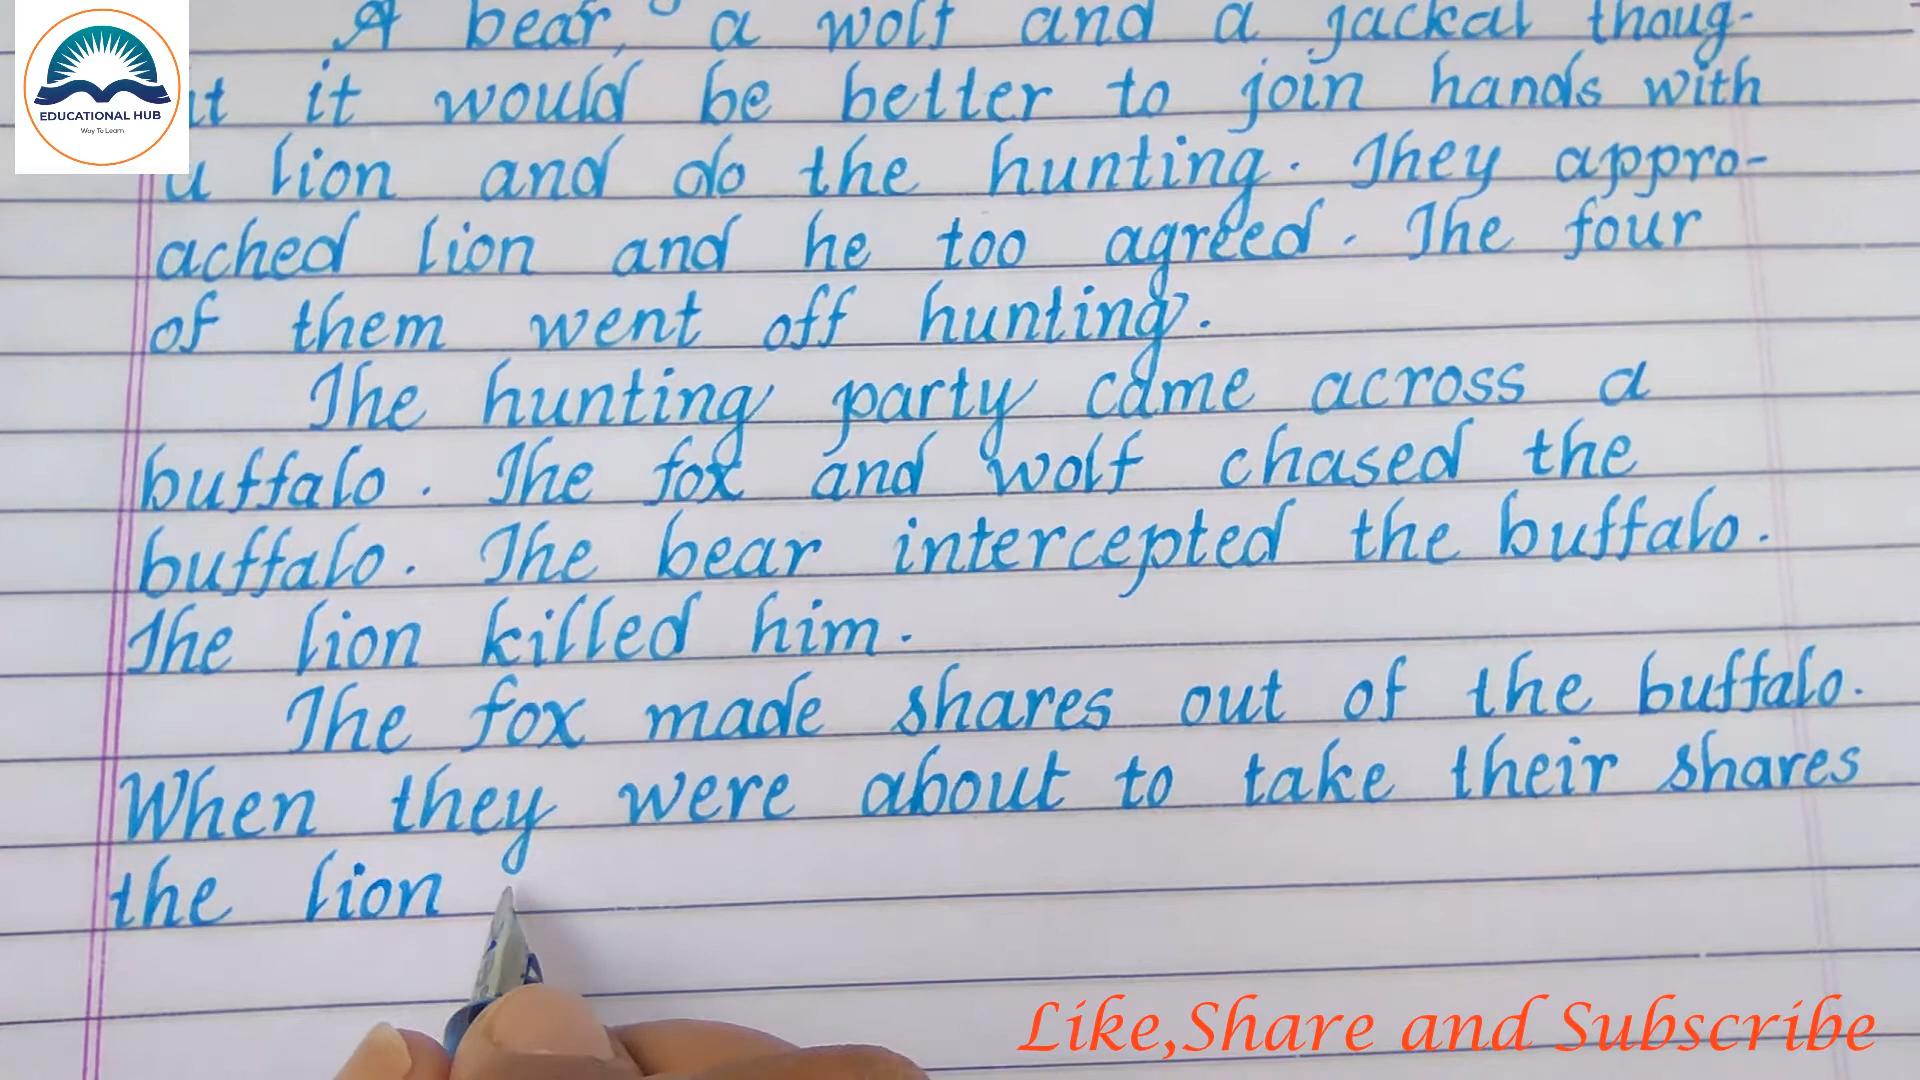 A bear, a wolf and a jackal thoug-
it would be better to join hands with
a lion and do the hunting. They appro-
ached lion and he too agreed. The four
of them went off hunting.
The hunting party came across a
buffalo. The fox and wolf chased the
buffalo. The bear intercepted the buffalo.
The lion killed him.
The fox made shares out of the buffalo.
When they were about to take their shares
the lion
EDUCATIONAL HUB
Way To Learn
Like,Share and Subscribe